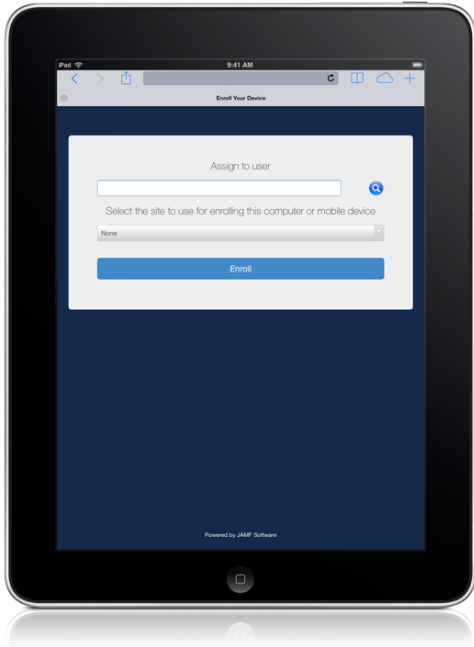 iPad
9:41 AM
Enroll Your Device
Assign to user
Select the site to use for enrolling this computer or mobile device
None
Enroll
Powered by JAMF Software